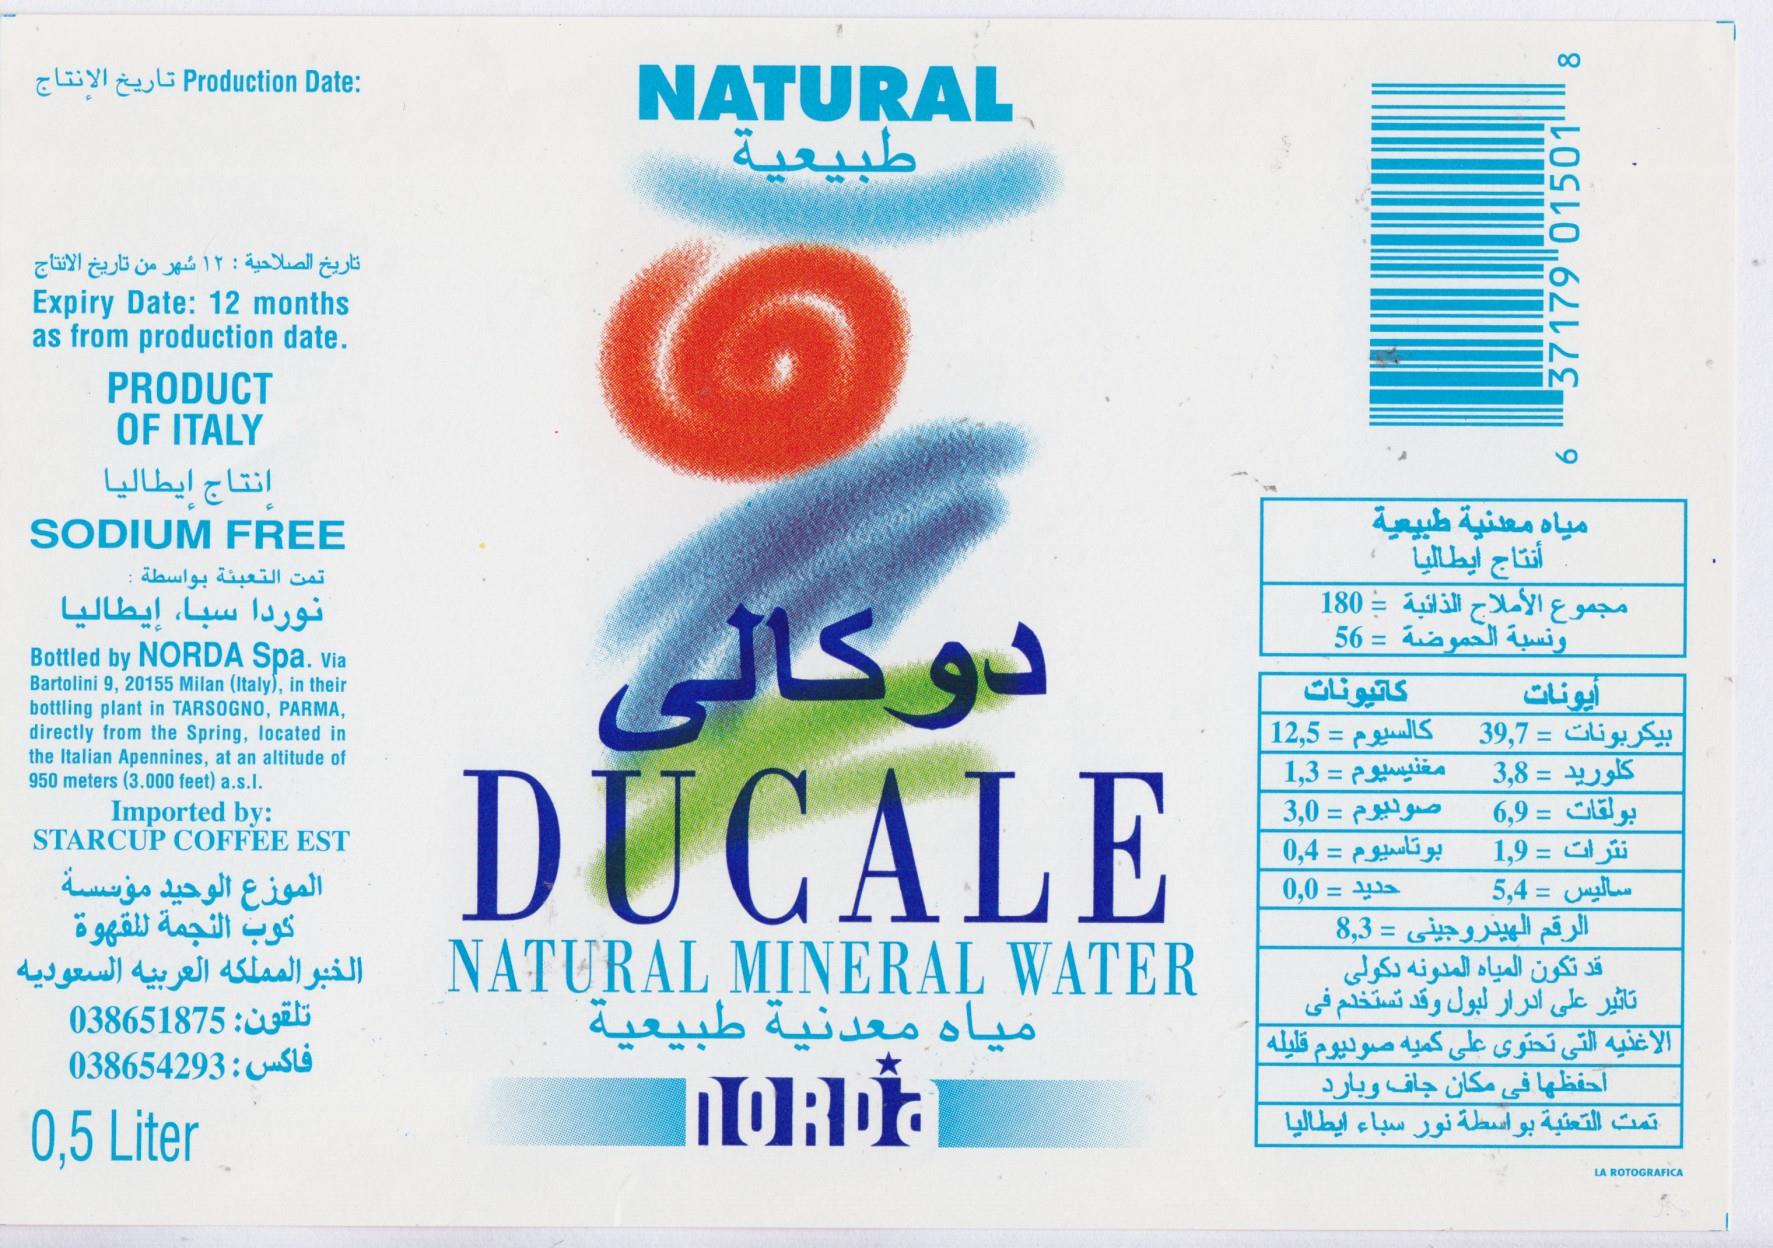 تاريخ الإنتاج Production Date:
تاريخ الصلاحية : ١٢ شهر من تاريخ الانتاج
Expiry Date: 12 months
as from production date.
PRODUCT
OF ITALY
إنتاج إيطاليا
SODIUM FREE
تمت التعبئة بواسطة :
نوردا سبا، إيطاليا
Bottled by NORDA Spa. Via
Bartolini 9, 20155 Milan (Italy), in their
bottling plant in TARSOGNO, PARMA,
directly from the Spring, located in
the Italian Apennines, at an altitude of
950 meters (3.000 feet) a.s.l.
Imported by:
STARCUP COFFEE EST
الموزع الوحيد مؤسسة
كوب النجمة للقهوة
الخبر المملكه العربيه السعوديه
تلفون: 038651875
فاكس: 038654293
0,5 Liter
NATURAL
طبيعية
دوكالى
DUCALE
NATURAL MINERAL WATER
مياه معدنية طبيعية
NORDA
6 37179 01501 8
مياه معدنية طبيعية
أنتاج ايطاليا
مجموع الأملاح الذائبة = 180
ونسبة الحموضة = 56
أيونات كاتيونات
بيكربونات = 39,7 كالسيوم = 12,5
كلوريد = 3,8 مغنيسيوم = 1,3
بولفات = 6,9 صوديوم = 3,0
نترات = 1,9 بوتاسيوم = 0,4
ساليس = 5,4 حديد = 0,0
الرقم الهيدروجينى = 8,3
قد تكون المياه المدونه دكولى
تاثير على ادرار لبول وقد تستخدم فى
الاغنيه التى تحتوى على كميه صوديوم قليله
احفظها فى مكان جاف وبارد
تمت التعئبة بواسطة نور سباء ايطاليا
LA ROTOGRAFICA